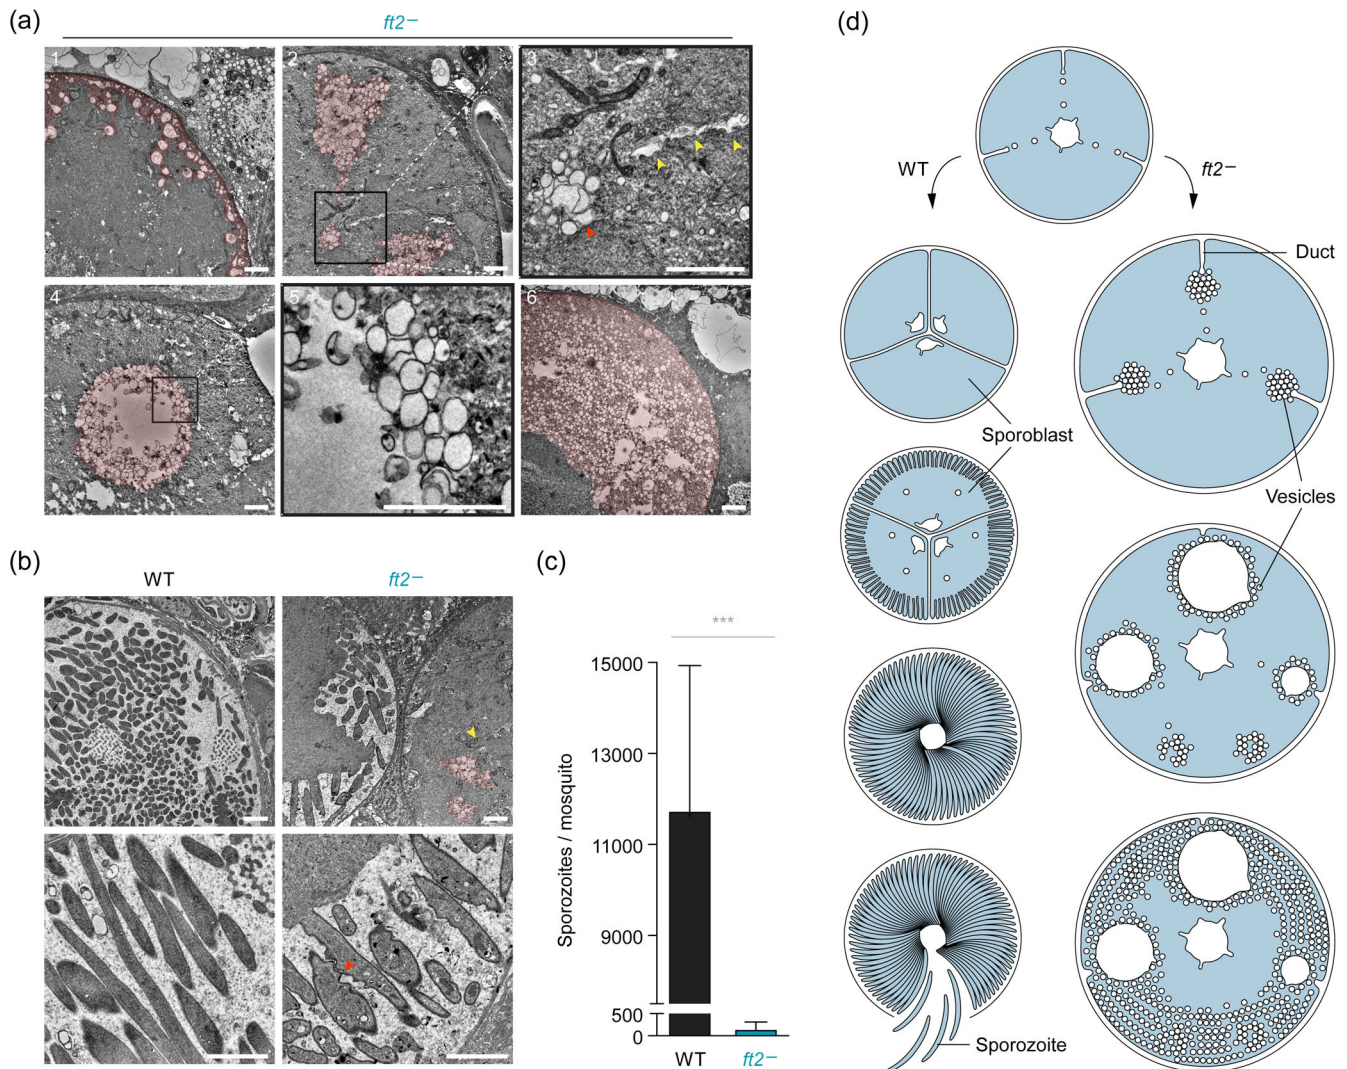 (a)
ft2–
1
2
3
4
5
6
(b)
WT
ft2–
(c)
***
15000
13000
11000
9000
500
0
Sporozoites / mosquito
WT
ft2–
(d)
WT
ft2–
Duct
Sporoblast
Vesicles
Sporozoite